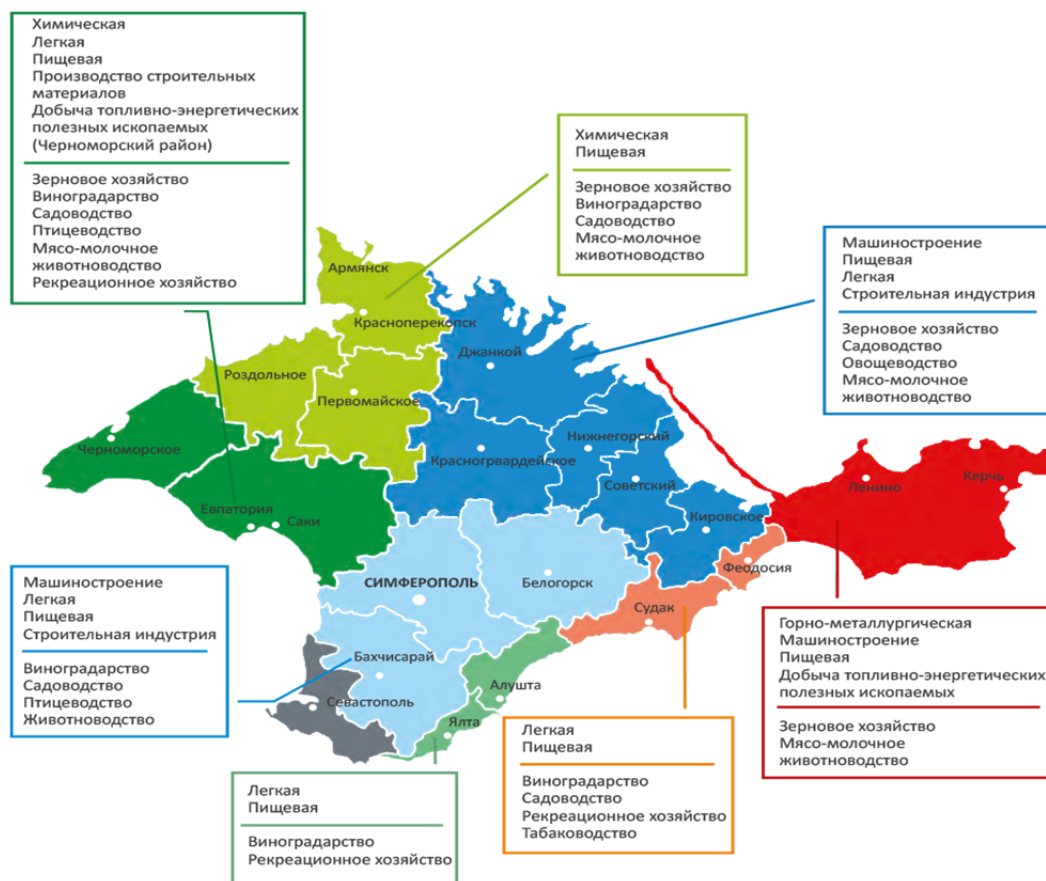 Химическая
Легкая
Пищевая
Производство строительных
материалов
Добыча топливно-энергетических
полезных ископаемых
(Черноморский район)
Зерновое хозяйство
Виноградарство
Садоводство
Птицеводство
Мясо-молочное
животноводство
Рекреационное хозяйство
Химическая
Пищевая
Зерновое хозяйство
Виноградарство
Садоводство
Мясо-молочное
животноводство
Машиностроение
Пищевая
Легкая
Строительная индустрия
Зерновое хозяйство
Садоводство
Овощеводство
Мясо-молочное
животноводство
Армянск
Красноперекопск
Джанкой
Роздольное
Первомайское
Черноморское
Красногрвардейское
Нижнегорский
Советский
Ленино
Керчь
Евпатория
Саки
Кировское
Феодосия
СИМФЕРОПОЛЬ
Белогорск
Судак
Бахчисарай
Алушта
Севастополь
Ялта
Машиностроение
Легкая
Пищевая
Строительная индустрия
Виноградарство
Садоводство
Птицеводство
Животноводство
Горно-металлургическая
Машиностроение
Пищевая
Добыча топливно-энергетических
полезных ископаемых
Зерновое хозяйство
Мясо-молочное
животноводство
Легкая
Пищевая
Виноградарство
Садоводство
Рекреационное хозяйство
Табаководство
Легкая
Пищевая
Виноградарство
Рекреационное хозяйство